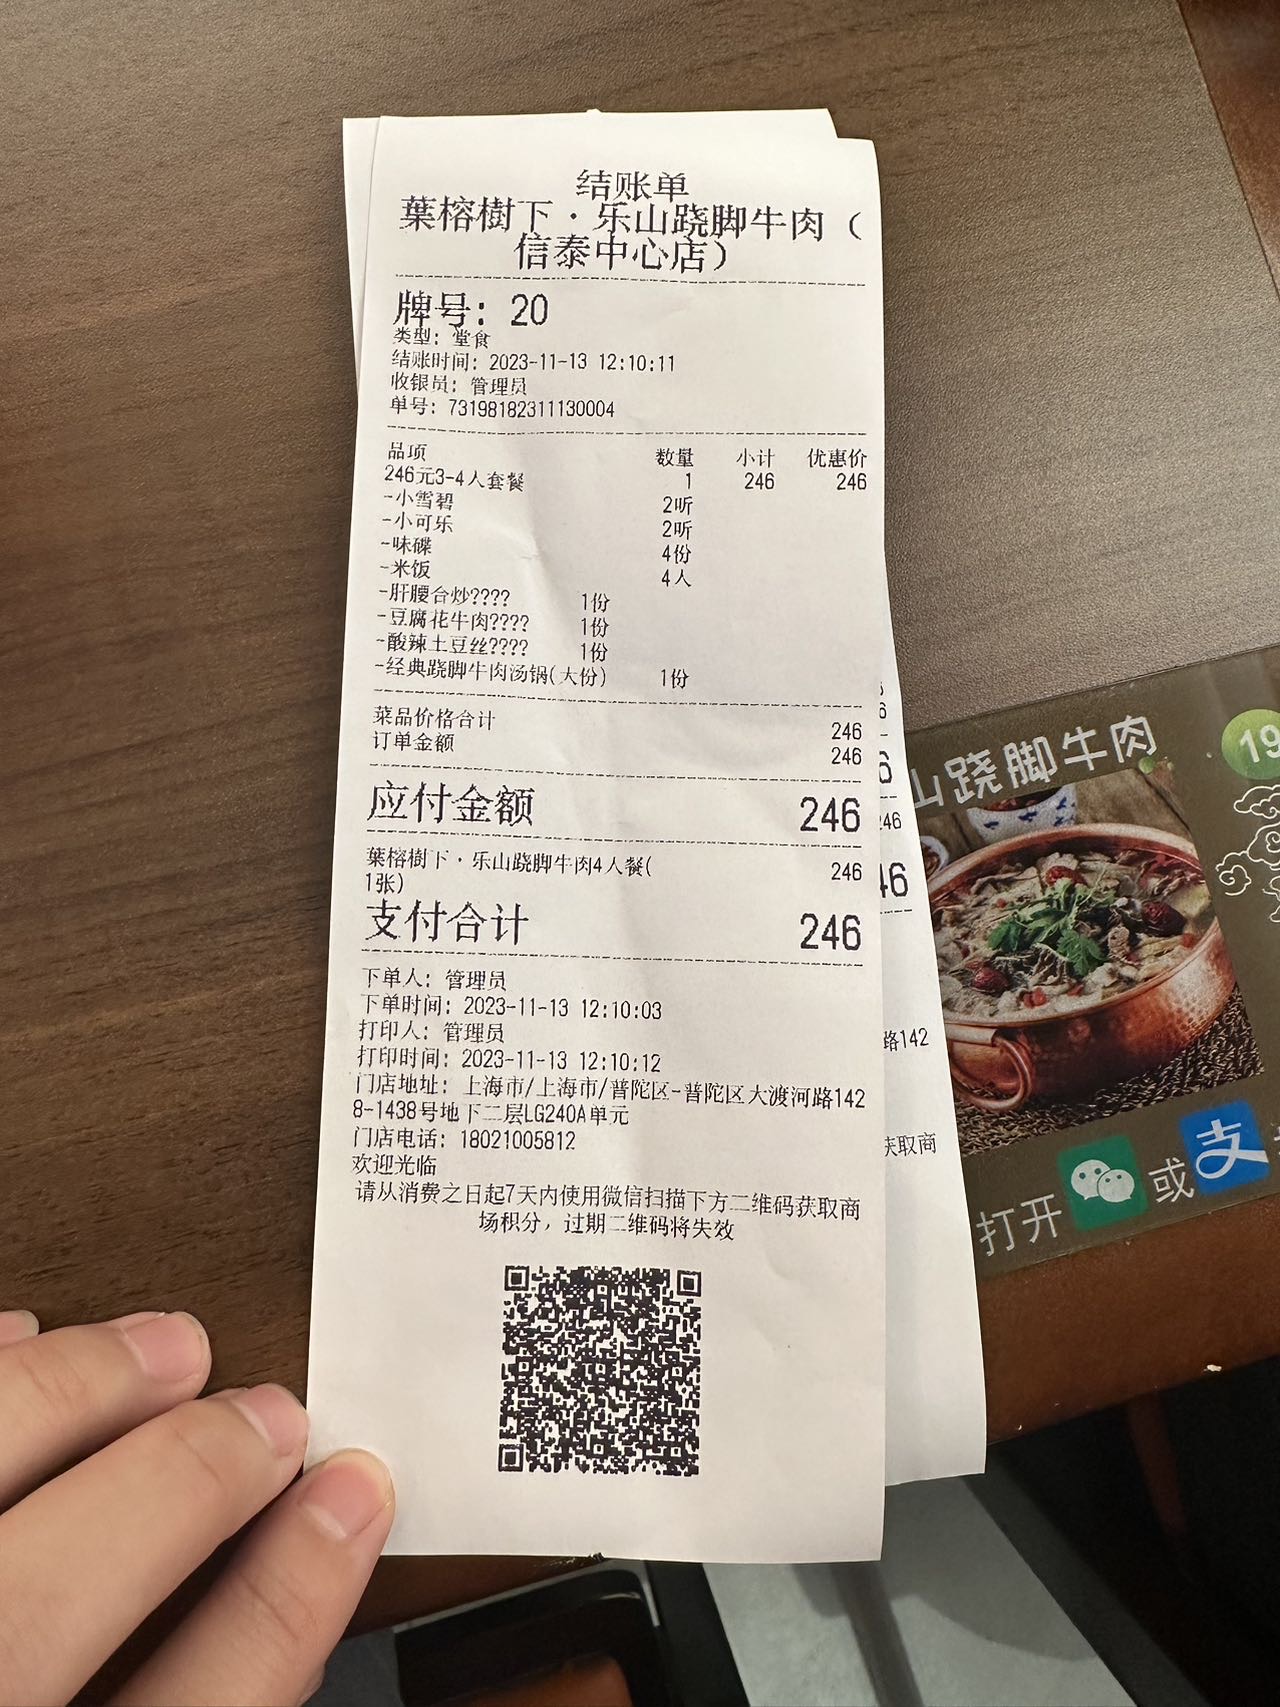 结账单
葉榕樹下·乐山跷脚牛肉（
信泰中心店）
牌号: 20
类型: 堂食
结账时间: 2023-11-13 12:10:11
收银员: 管理员
单号: 73198182311130004
品项 数量 小计 优惠价
246元3-4人套餐 1 246 246
-小雪碧 2听
-小可乐 2听
-味碟 4份
-米饭 4人
-肝腰合炒???? 1份
-豆腐花牛肉???? 1份
-酸辣土豆丝???? 1份
-经典跷脚牛肉汤锅(大份) 1份
菜品价格合计 246
订单金额 246
应付金额 246
葉榕樹下·乐山跷脚牛肉4人餐( 246
1张)
支付合计 246
下单人: 管理员
下单时间: 2023-11-13 12:10:03
打印人: 管理员
打印时间: 2023-11-13 12:10:12
门店地址: 上海市/上海市/普陀区-普陀区大渡河路142
8-1438号地下二层LG240A单元
门店电话: 18021005812
欢迎光临
请从消费之日起7天内使用微信扫描下方二维码获取商
场积分，过期二维码将失效
6
6
46
46
路142
获取商
山跷脚牛肉
19
打开 或 支